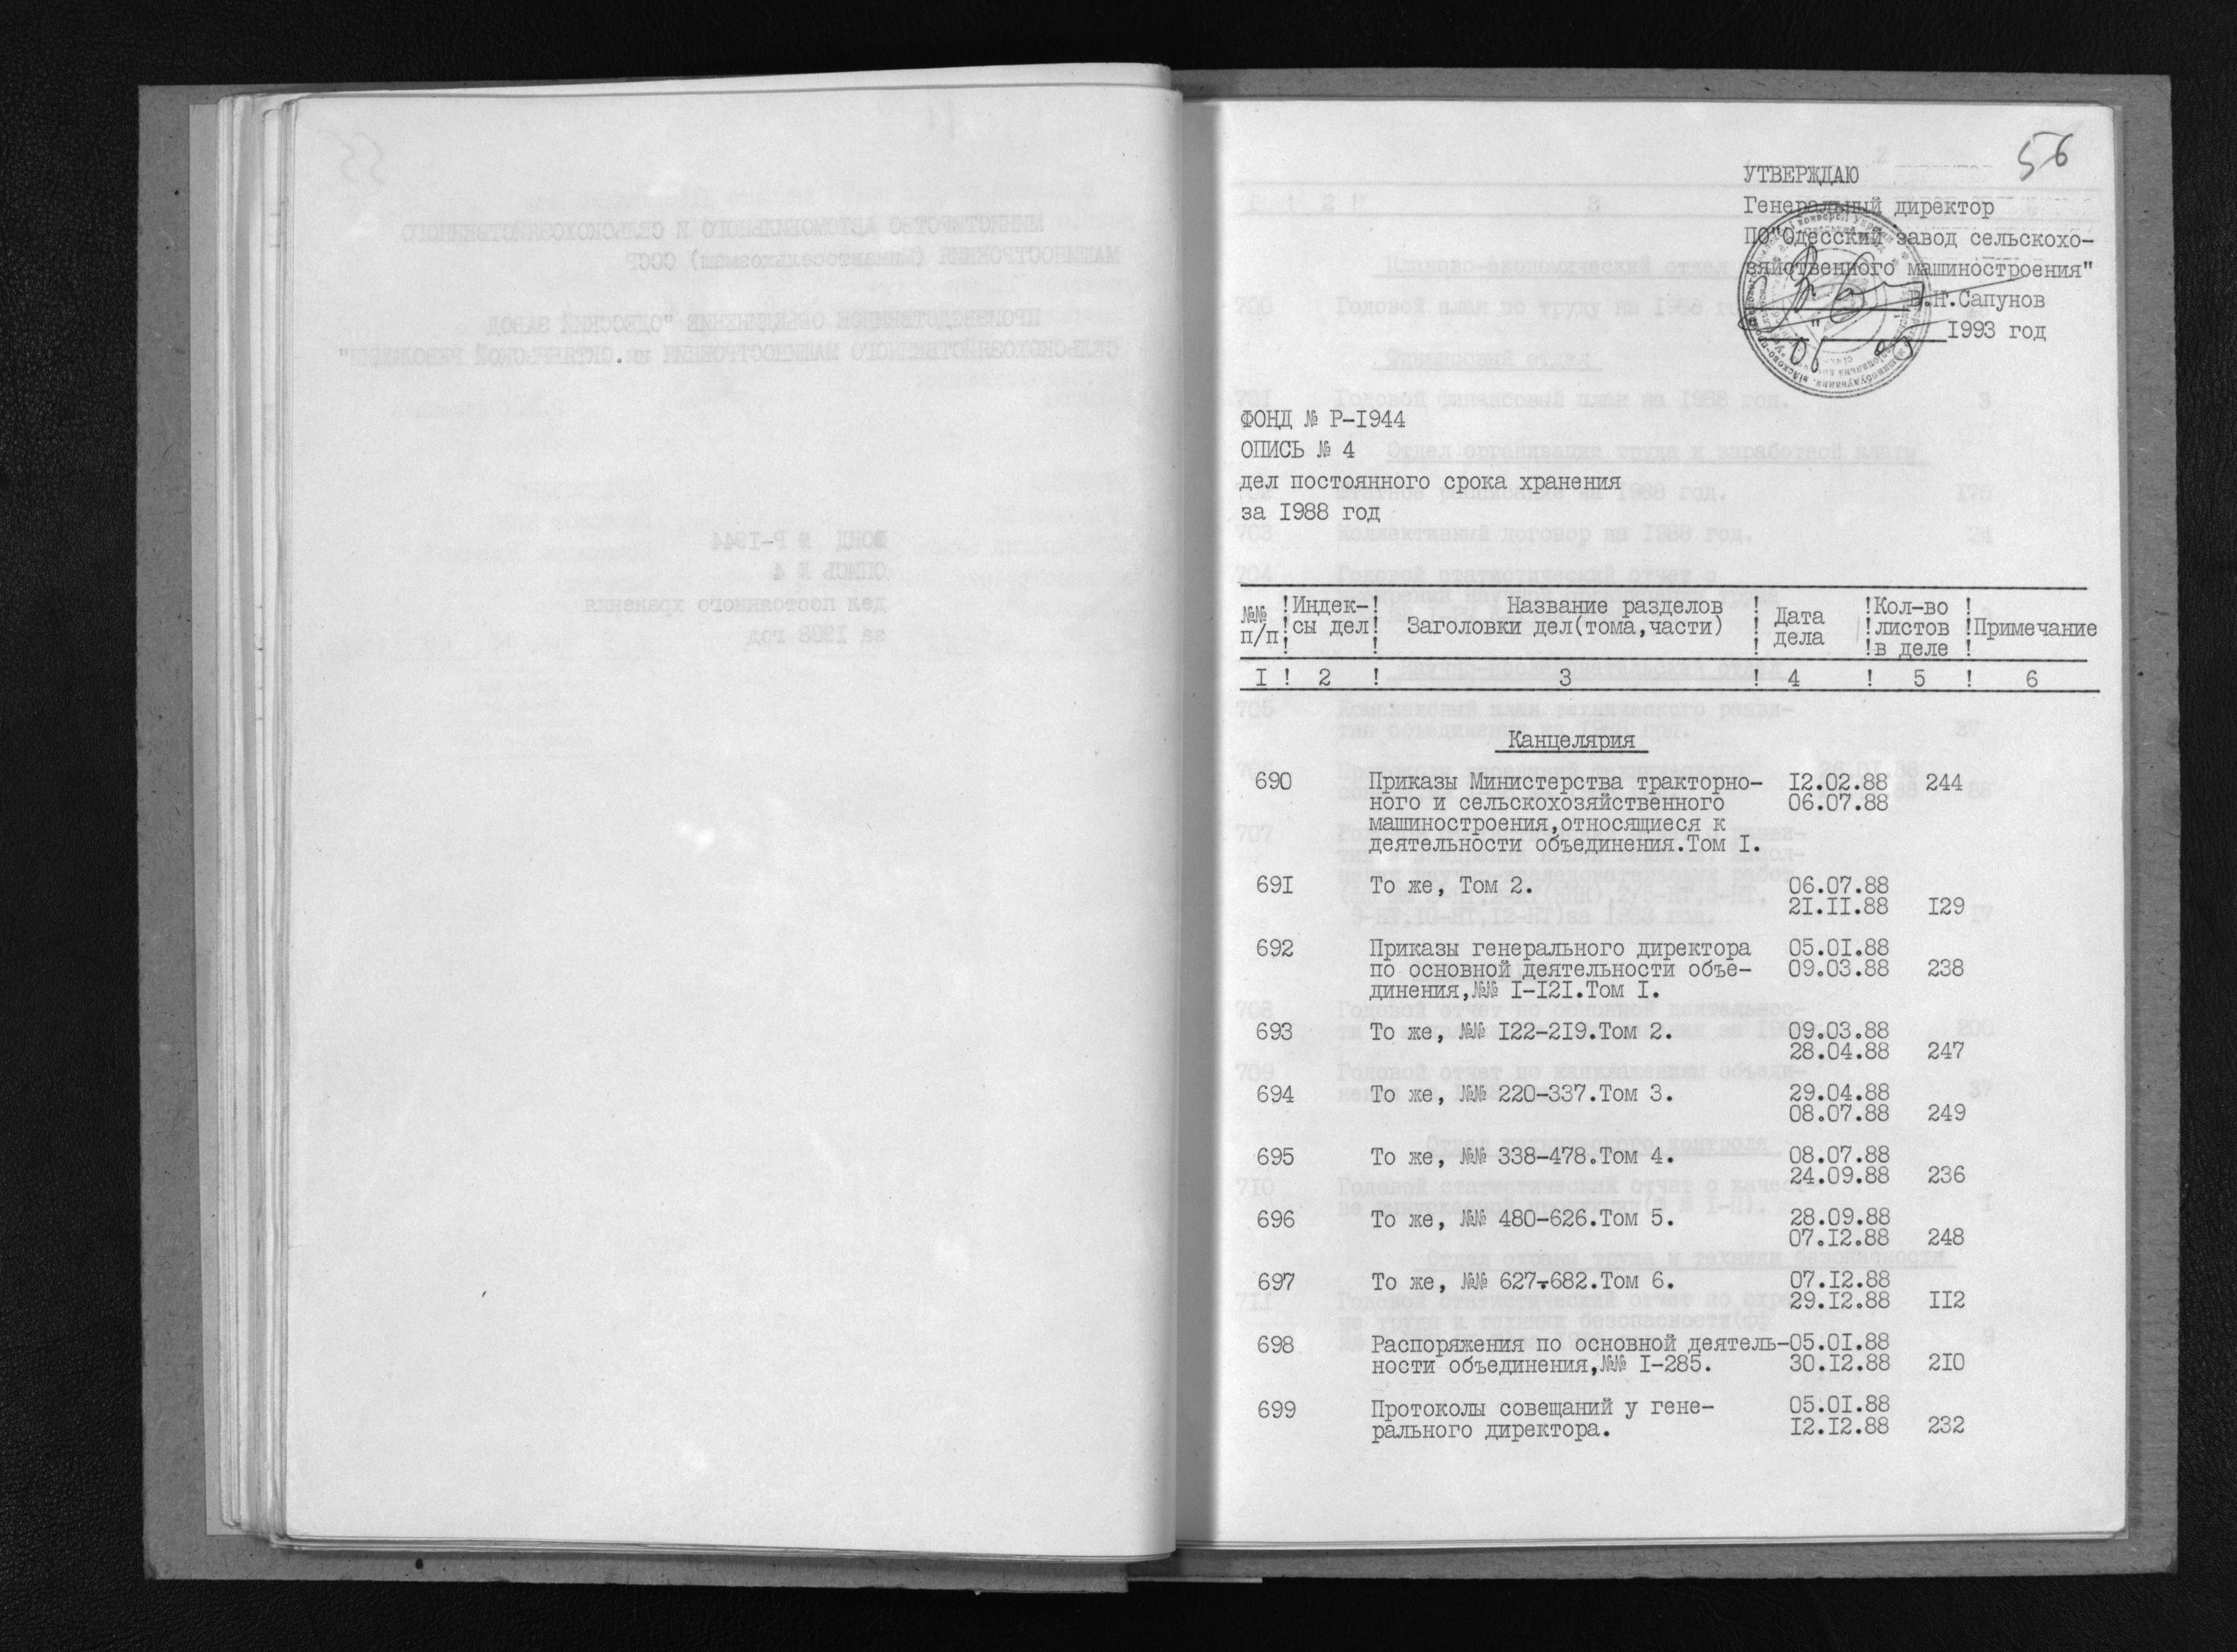 56
УТВЕРЖДАЮ
Генеральный директор
ПО"Одесский завод сельскохо-
зяйственного машиностроения"
Сапунов
1993 год
ФОНД № Р-I944
ОПИСЬ № 4
дел постоянного срока хранения
за I988 год
№№ п/п ! Индек-сы дел ! Название разделов Заголовки дел(тома,части) ! Дата дела ! Кол-во листов в деле ! Примечание
I ! 2 ! 3 ! 4 ! 5 ! 6
Канцелярия
690 Приказы Министерства тракторно- I2.02.88 244
ного и сельскохозяйственного 06.07.88
машиностроения,относящиеся к
деятельности объединения.Том I.
69I То же, Том 2. 06.07.88
2I.II.88 I29
692 Приказы генерального директора 05.0I.88
по основной деятельности объе- 09.03.88 238
динения,№№ I-I2I.Том I.
693 То же, №№ I22-2I9.Том 2. 09.03.88
28.04.88 247
694 То же, №№ 220-337.Том 3. 29.04.88
08.07.88 249
695 То же, №№ 338-478.Том 4. 08.07.88
24.09.88 236
696 То же, №№ 480-626.Том 5. 28.09.88
07.I2.88 248
697 То же, №№ 627-682.Том 6. 07.I2.88
29.I2.88 II2
698 Распоряжения по основной деятель-05.0I.88
ности объединения,№№ I-285. 30.I2.88 2I0
699 Протоколы совещаний у гене- 05.0I.88
рального директора. I2.I2.88 232